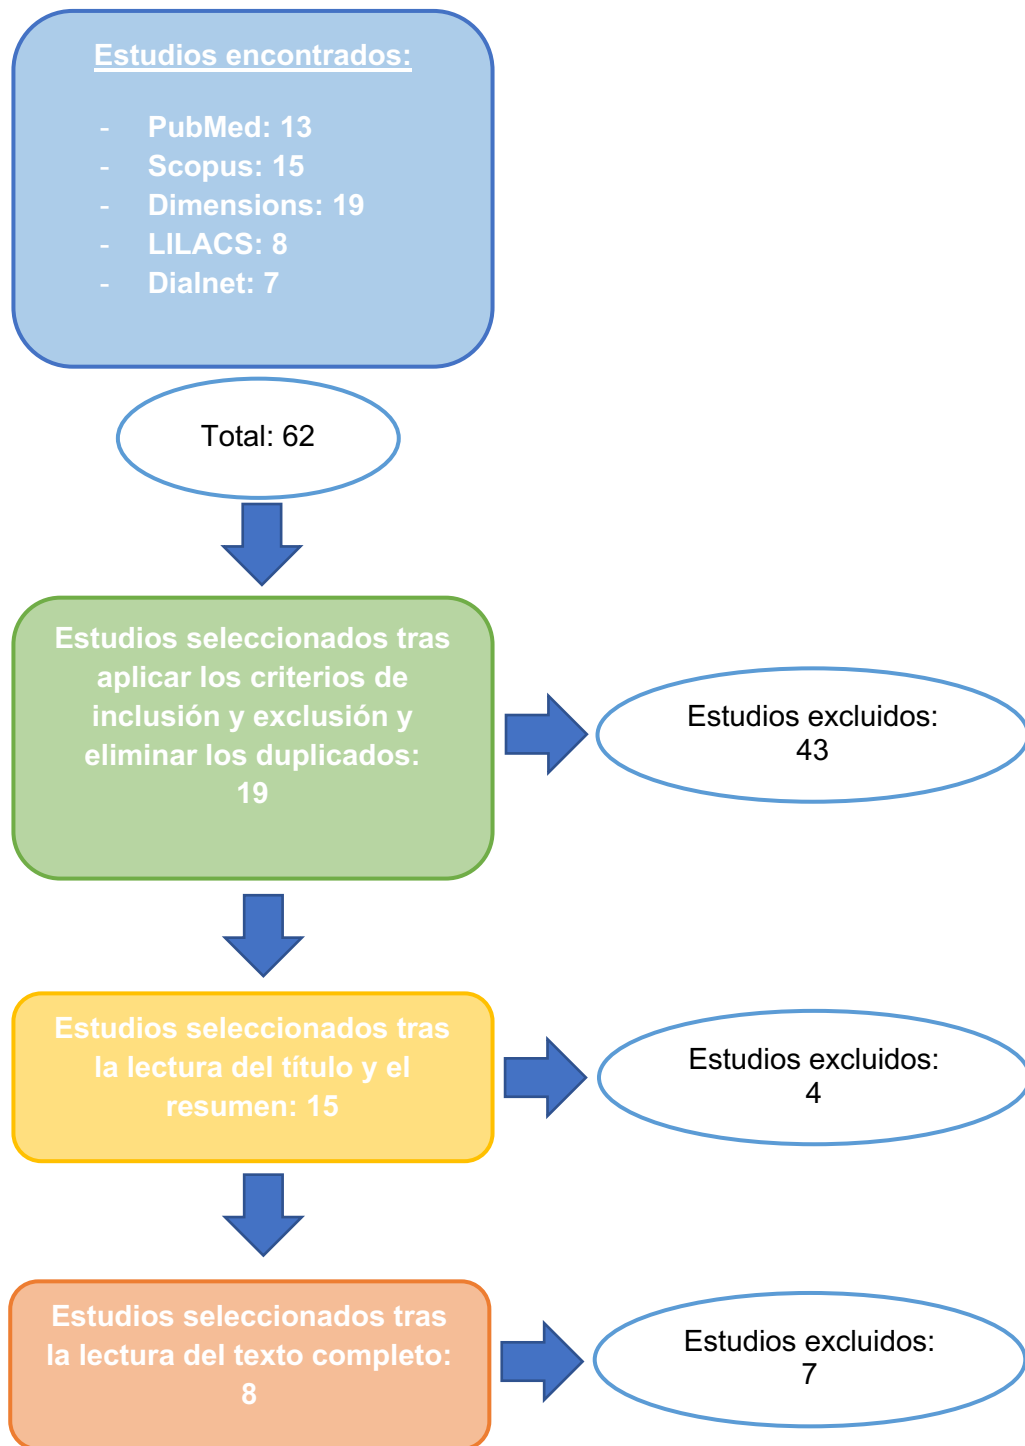 Estudios encontrados:
- PubMed: 13
- Scopus: 15
- Dimensions: 19
- LILACS: 8
- Dialnet: 7
Total: 62
Estudios seleccionados tras
aplicar los criterios de
inclusión y exclusión y
eliminar los duplicados:
19
Estudios excluidos:
43
Estudios seleccionados tras
la lectura del título y el
resumen: 15
Estudios excluidos:
4
Estudios seleccionados tras
la lectura del texto completo:
8
Estudios excluidos:
7